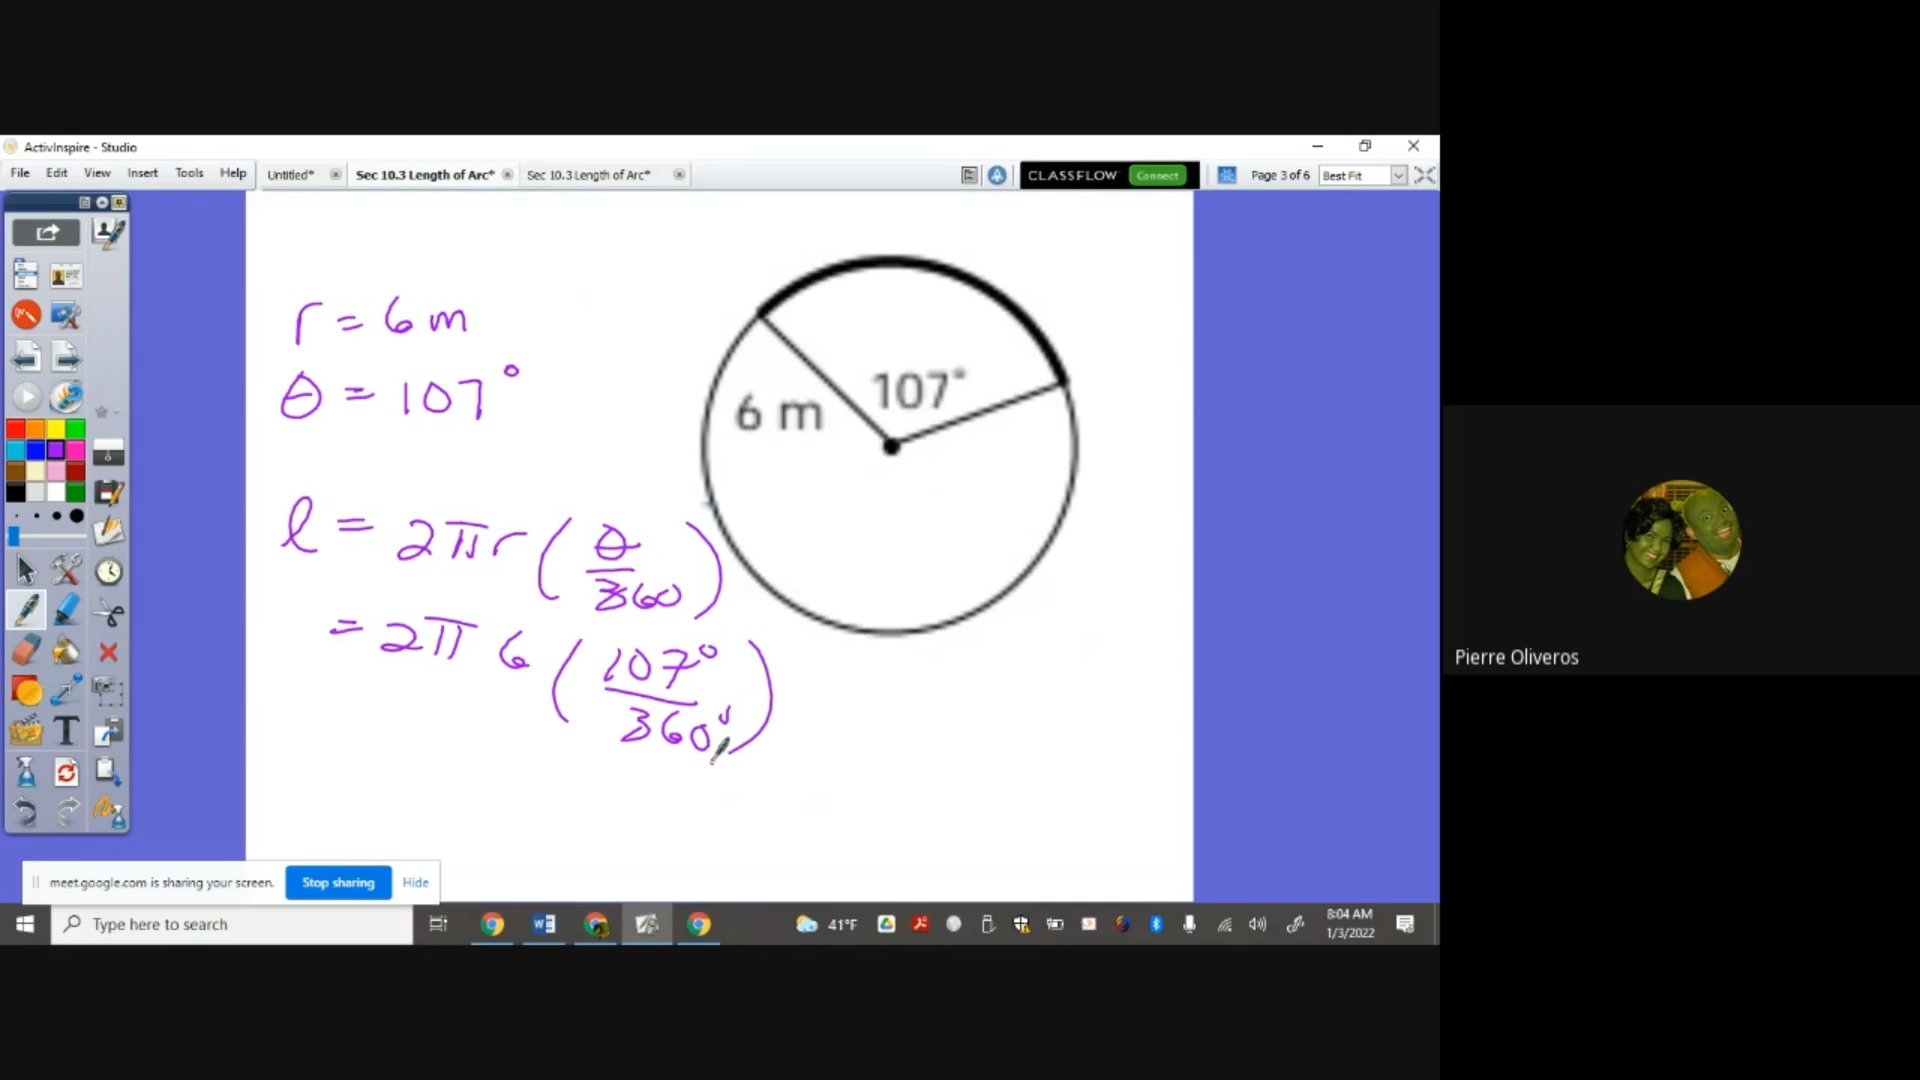 ActivInspire - Studio
File Edit View Insert Tools Help
Untitled* Sec 10.3 Length of Arc* Sec 10.3 Length of Arc*
CLASSFLOW Connect
Page 3 of 6 Best Fit
r = 6 m
θ = 107°
6 m 107°
l = 2πr (θ/360)
= 2π 6 (107°/360°)
Pierre Oliveros
meet.google.com is sharing your screen. Stop sharing Hide
Type here to search
41°F
8:04 AM
1/3/2022